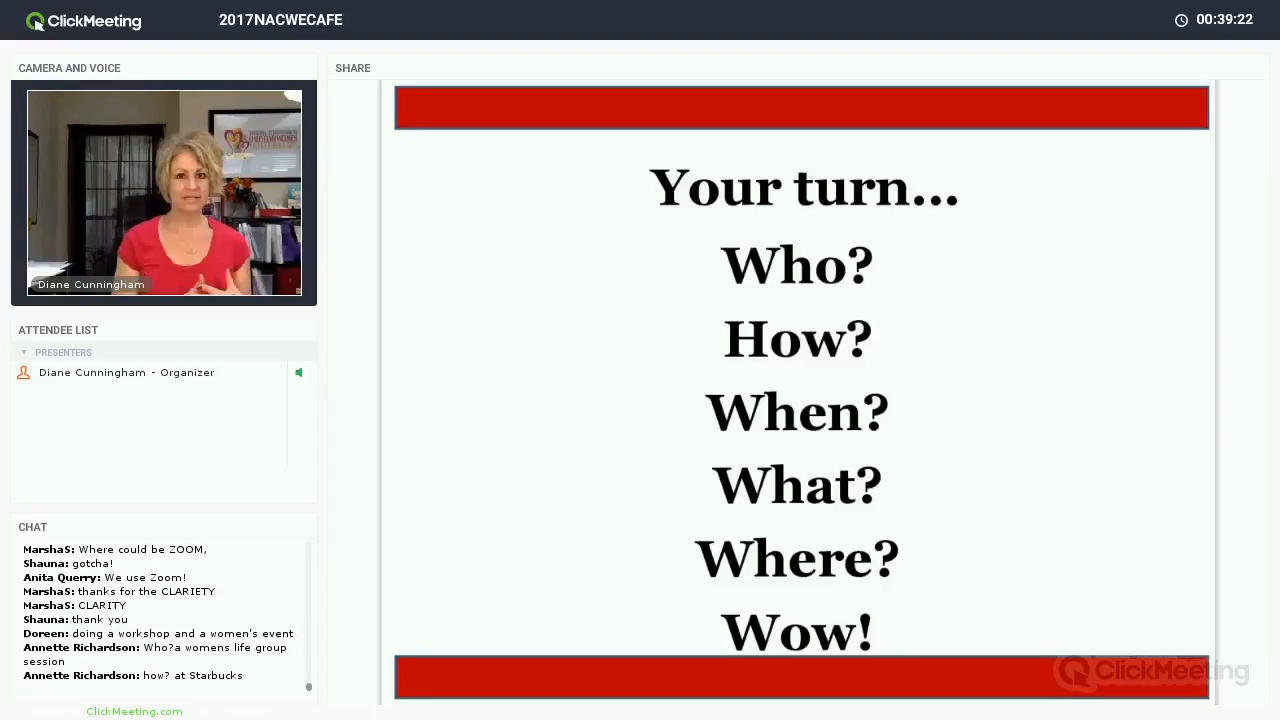 ClickMeeting
2017NACWECAFE
00:39:22
CAMERA AND VOICE
Diane Cunningham
ATTENDEE LIST
PRESENTERS
Diane Cunningham - Organizer
CHAT
MarshaS: Where could be ZOOM,
Shauna: gotcha!
Anita Querry: We use Zoom!
MarshaS: thanks for the CLARIETY
MarshaS: CLARITY
Shauna: thank you
Doreen: doing a workshop and a women's event
Annette Richardson: Who?a womens life group
session
Annette Richardson: how? at Starbucks
ClickMeeting.com
SHARE
Your turn...
Who?
How?
When?
What?
Where?
Wow!
ClickMeeting